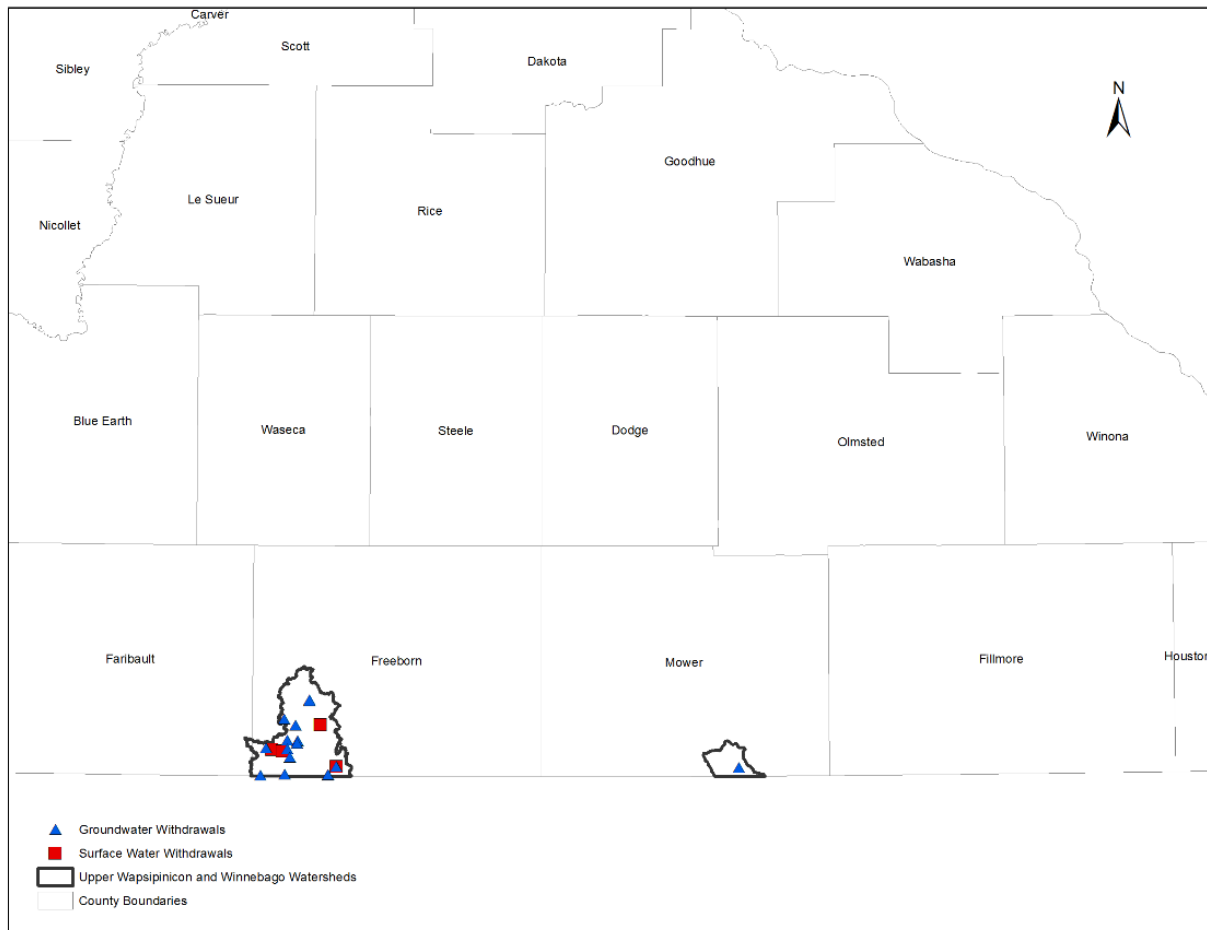 Carver
Scott
Dakota
Sibley
N
Goodhue
Le Sueur
Rice
Nicollet
Wabasha
Blue Earth
Waseca
Steele
Dodge
Olmsted
Winona
Faribault
Freeborn
Mower
Fillmore
Houston
Groundwater Withdrawals
Surface Water Withdrawals
Upper Wapsipinicon and Winnebago Watersheds
County Boundaries